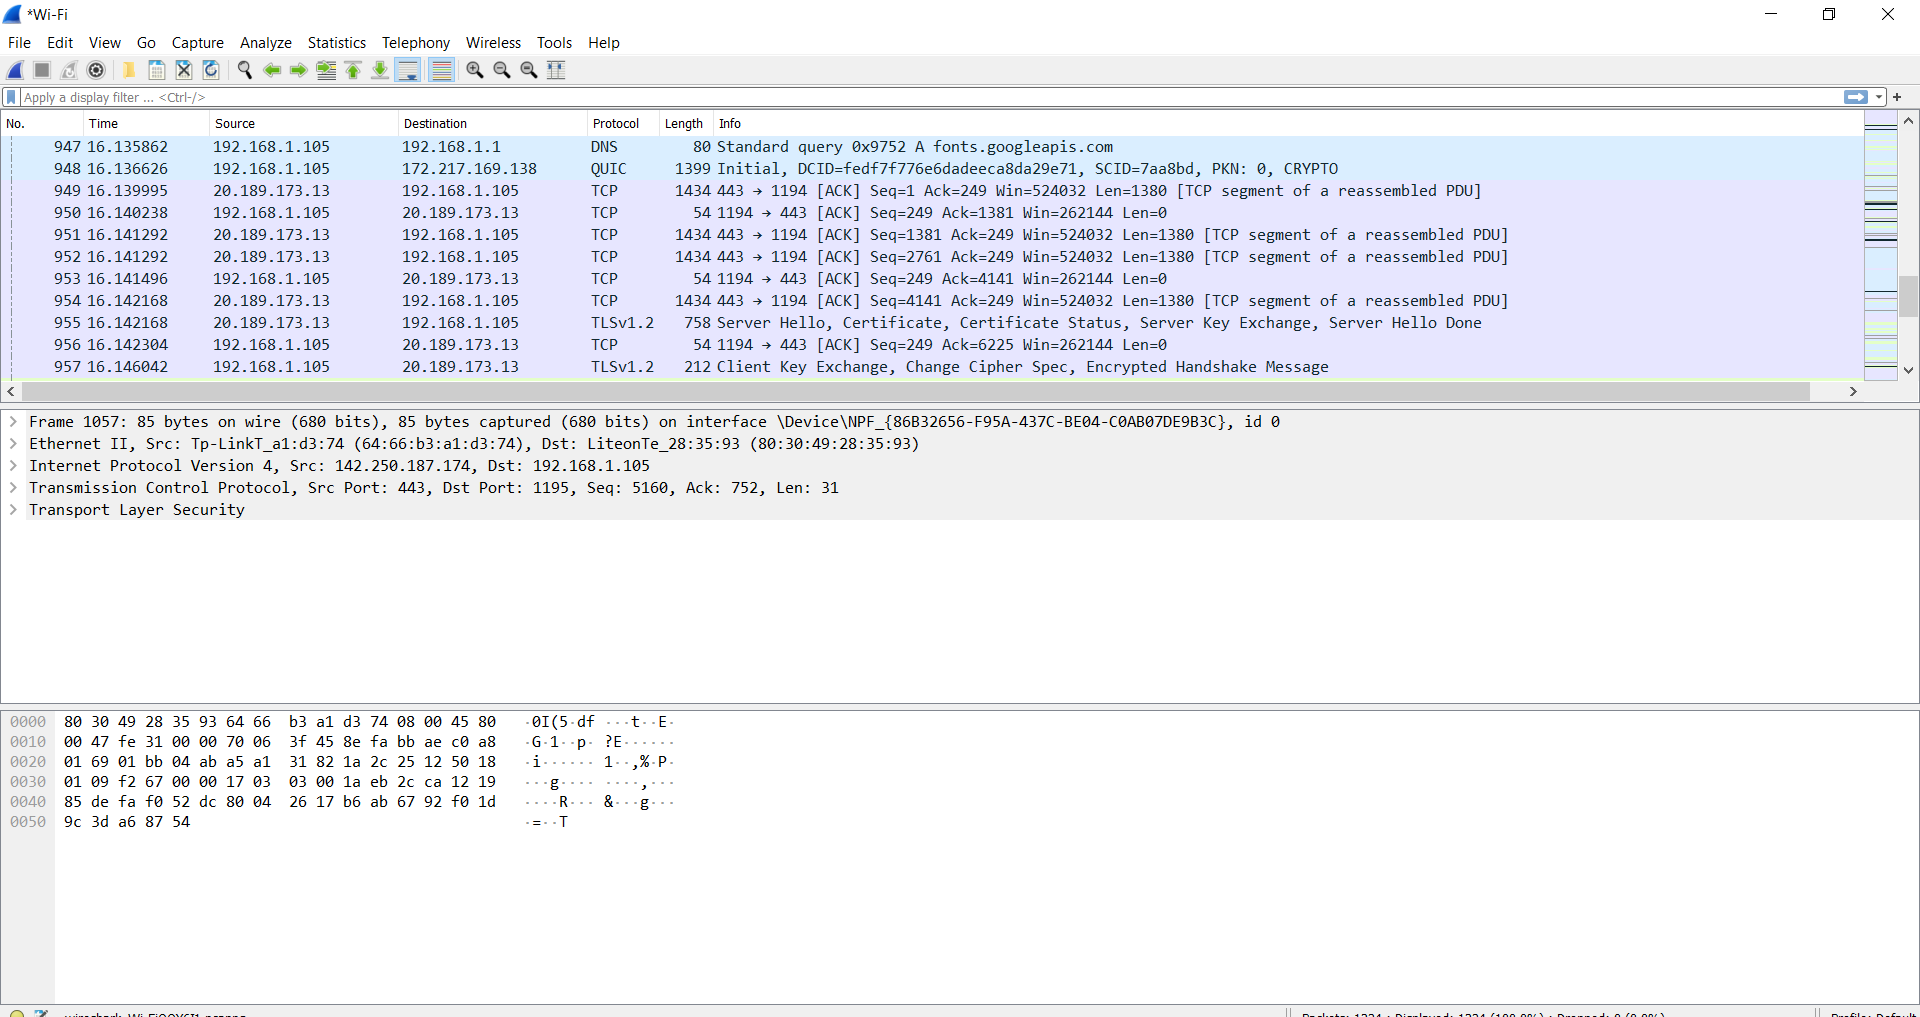 *Wi-Fi
File Edit View Go Capture Analyze Statistics Telephony Wireless Tools Help
Apply a display filter ... <Ctrl-/>
No. Time Source Destination Protocol Length Info
947 16.135862 192.168.1.105 192.168.1.1 DNS 80 Standard query 0x9752 A fonts.googleapis.com
948 16.136626 192.168.1.105 172.217.169.138 QUIC 1399 Initial, DCID=fedf7f776e6dadeeca8da29e71, SCID=7aa8bd, PKN: 0, CRYPTO
949 16.139995 20.189.173.13 192.168.1.105 TCP 1434 443 → 1194 [ACK] Seq=1 Ack=249 Win=524032 Len=1380 [TCP segment of a reassembled PDU]
950 16.140238 192.168.1.105 20.189.173.13 TCP 54 1194 → 443 [ACK] Seq=249 Ack=1381 Win=262144 Len=0
951 16.141292 20.189.173.13 192.168.1.105 TCP 1434 443 → 1194 [ACK] Seq=1381 Ack=249 Win=524032 Len=1380 [TCP segment of a reassembled PDU]
952 16.141292 20.189.173.13 192.168.1.105 TCP 1434 443 → 1194 [ACK] Seq=2761 Ack=249 Win=524032 Len=1380 [TCP segment of a reassembled PDU]
953 16.141496 192.168.1.105 20.189.173.13 TCP 54 1194 → 443 [ACK] Seq=249 Ack=4141 Win=262144 Len=0
954 16.142168 20.189.173.13 192.168.1.105 TCP 1434 443 → 1194 [ACK] Seq=4141 Ack=249 Win=524032 Len=1380 [TCP segment of a reassembled PDU]
955 16.142168 20.189.173.13 192.168.1.105 TLSv1.2 758 Server Hello, Certificate, Certificate Status, Server Key Exchange, Server Hello Done
956 16.142304 192.168.1.105 20.189.173.13 TCP 54 1194 → 443 [ACK] Seq=249 Ack=6225 Win=262144 Len=0
957 16.146042 192.168.1.105 20.189.173.13 TLSv1.2 212 Client Key Exchange, Change Cipher Spec, Encrypted Handshake Message
Frame 1057: 85 bytes on wire (680 bits), 85 bytes captured (680 bits) on interface \Device\NPF_{86B32656-F95A-437C-BE04-C0AB07DE9B3C}, id 0
Ethernet II, Src: Tp-LinkT_a1:d3:74 (64:66:b3:a1:d3:74), Dst: LiteonTe_28:35:93 (80:30:49:28:35:93)
Internet Protocol Version 4, Src: 142.250.187.174, Dst: 192.168.1.105
Transmission Control Protocol, Src Port: 443, Dst Port: 1195, Seq: 5160, Ack: 752, Len: 31
Transport Layer Security
0000 80 30 49 28 35 93 64 66 b3 a1 d3 74 08 00 45 80 ·0I(5·df ···t··E·
0010 00 47 fe 31 00 00 70 06 3f 45 8e fa bb ae c0 a8 ·G·1··p· ?E······
0020 01 69 01 bb 04 ab a5 a1 31 82 1a 2c 25 12 50 18 ·i······ 1··,%·P·
0030 01 09 f2 67 00 00 17 03 03 00 1a eb 2c ca 12 19 ···g···· ····,···
0040 85 de fa f0 52 dc 80 04 26 17 b6 ab 67 92 f0 1d ····R··· &···g···
0050 9c 3d a6 87 54 ·=··T
Packets: 1234 · Displayed: 1234 (100.0%) · Dropped: 0 (0.0%) Profile: Default